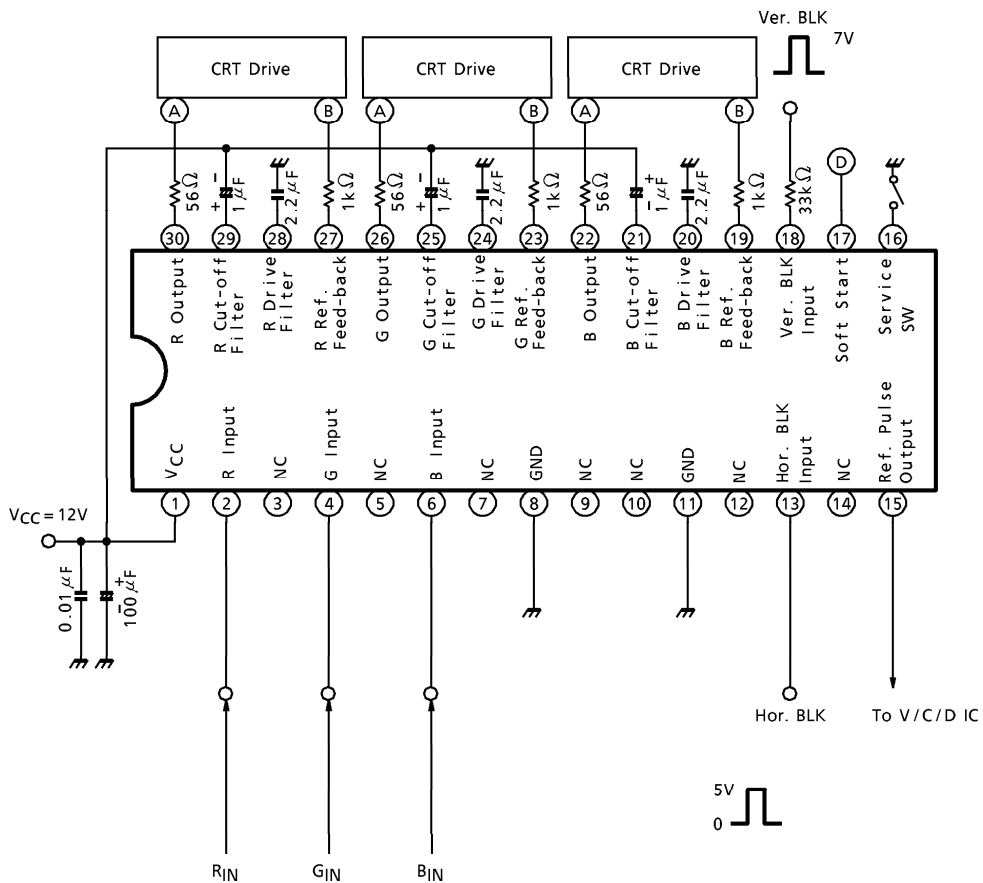 Ver. BLK
7V
CRT Drive
CRT Drive
CRT Drive
A
B
A
B
A
B
D
56Ω
− + 1μF
2.2μF
1kΩ
56Ω
− + 1μF
2.2μF
1kΩ
56Ω
+ − 1μF
2.2μF
1kΩ
33kΩ
30
29
28
27
26
25
24
23
22
21
20
19
18
17
16
R Output
R Cut-off
Filter
R Drive
Filter
R Ref.
Feed-back
G Output
G Cut-off
Filter
G Drive
Filter
G Ref.
Feed-back
B Output
B Cut-off
Filter
B Drive
Filter
B Ref.
Feed-back
Ver. BLK
Input
Soft Start
Service
SW
VCC
R Input
NC
G Input
NC
B Input
NC
GND
NC
NC
GND
NC
Hor. BLK
Input
NC
Ref. Pulse
Output
1
2
3
4
5
6
7
8
9
10
11
12
13
14
15
VCC = 12V
0.01μF
+ −
100μF
Hor. BLK
To V/C/D IC
5V
0
RIN
GIN
BIN